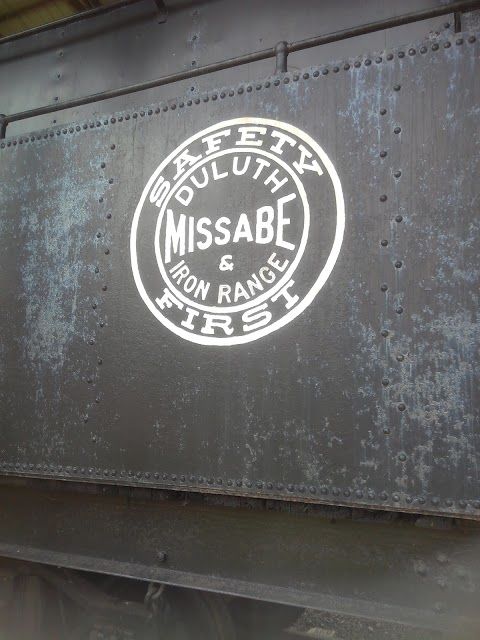 SAFETY
DULUTH
MISSABE
&
IRON RANGE
FIRST